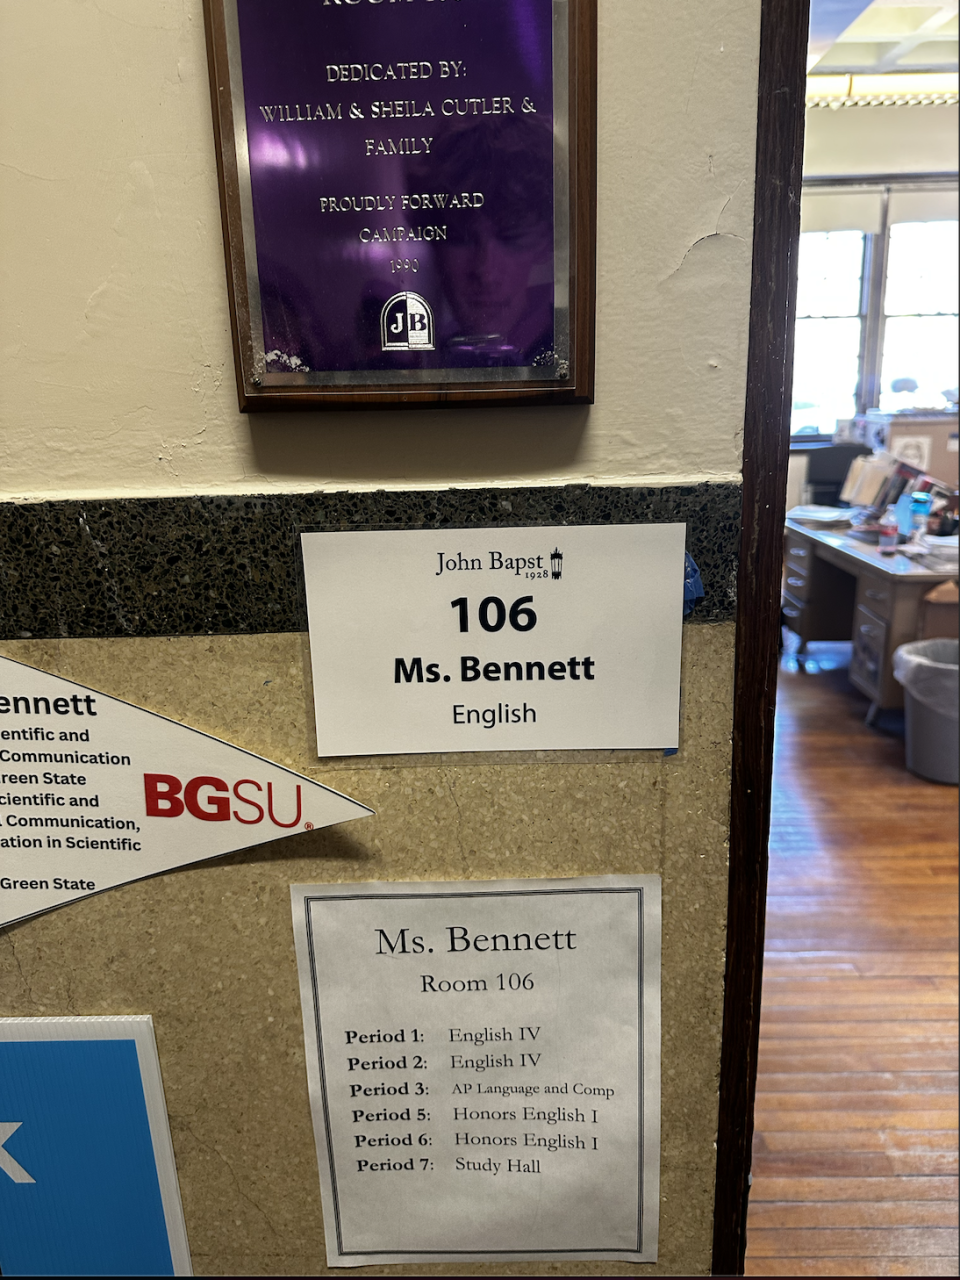 DEDICATED BY:
WILLIAM & SHEILA CUTLER &
FAMILY
PROUDLY FORWARD
CAMPAIGN
1990
JB
John Bapst
1928
106
Ms. Bennett
English
ennett
entific and
Communication
reen State
cientific and
Communication,
ation in Scientific
Green State
BGSU
Ms. Bennett
Room 106
Period 1: English IV
Period 2: English IV
Period 3: AP Language and Comp
Period 5: Honors English I
Period 6: Honors English I
Period 7: Study Hall
K